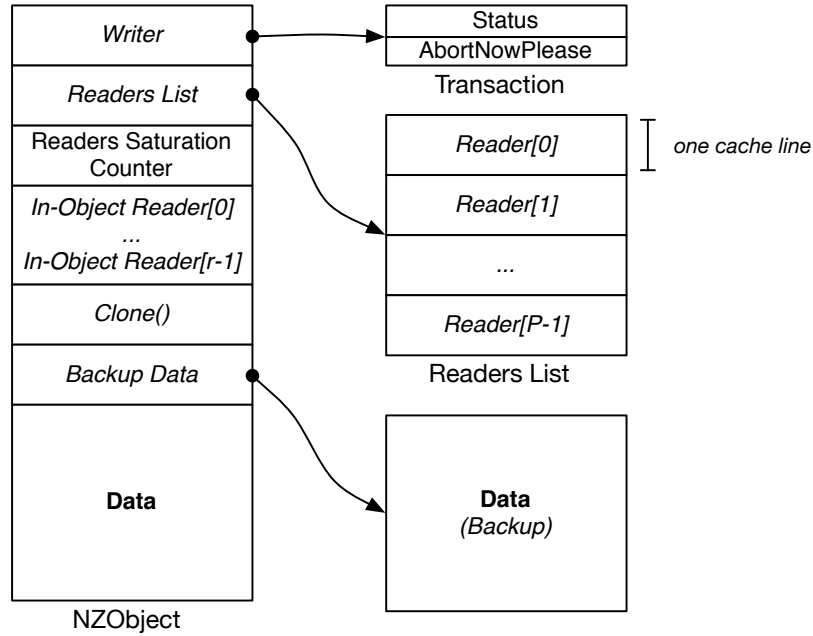 Writer
Readers List
Readers Saturation
Counter
In-Object Reader[0]
...
In-Object Reader[r-1]
Clone()
Backup Data
Data
NZObject
Status
AbortNowPlease
Transaction
Reader[0]
one cache line
Reader[1]
...
Reader[P-1]
Readers List
Data
(Backup)